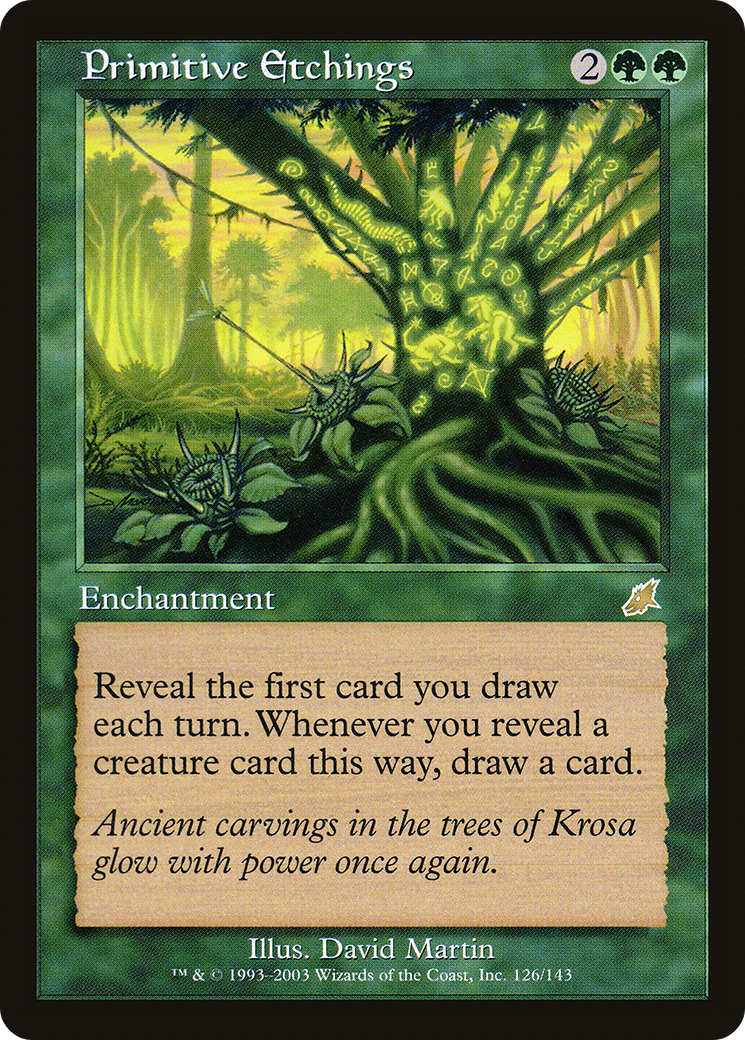 Primitive Etchings 2
Enchantment
Reveal the first card you draw
each turn. Whenever you reveal a
creature card this way, draw a card.
Ancient carvings in the trees of Krosa
glow with power once again.
Illus. David Martin
™ & © 1993–2003 Wizards of the Coast, Inc. 126/143